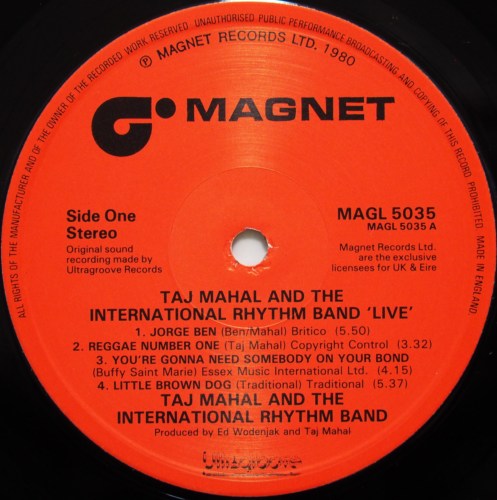 ALL RIGHTS OF THE MANUFACTURER AND OF THE OWNER OF THE RECORDED WORK RESERVED. UNAUTHORISED PUBLIC PERFORMANCE, BROADCASTING AND COPYING OF THIS RECORD PROHIBITED. MADE IN ENGLAND.
℗ MAGNET RECORDS LTD. 1980
MAGNET
Side One
Stereo
Original sound
recording made by
Ultragroove Records
MAGL 5035
MAGL 5035 A
Magnet Records Ltd.
are the exclusive
licensees for UK & Eire
TAJ MAHAL AND THE
INTERNATIONAL RHYTHM BAND 'LIVE'
1. JORGE BEN (Ben/Mahal) Britico (5.50)
2. REGGAE NUMBER ONE (Taj Mahal) Copyright Control (3.32)
3. YOU'RE GONNA NEED SOMEBODY ON YOUR BOND
(Buffy Saint Marie) Essex Music International Ltd. (4.15)
4. LITTLE BROWN DOG (Traditional) Traditional (5.37)
TAJ MAHAL AND THE
INTERNATIONAL RHYTHM BAND
Produced by Ed Wodenjak and Taj Mahal
Ultragroove